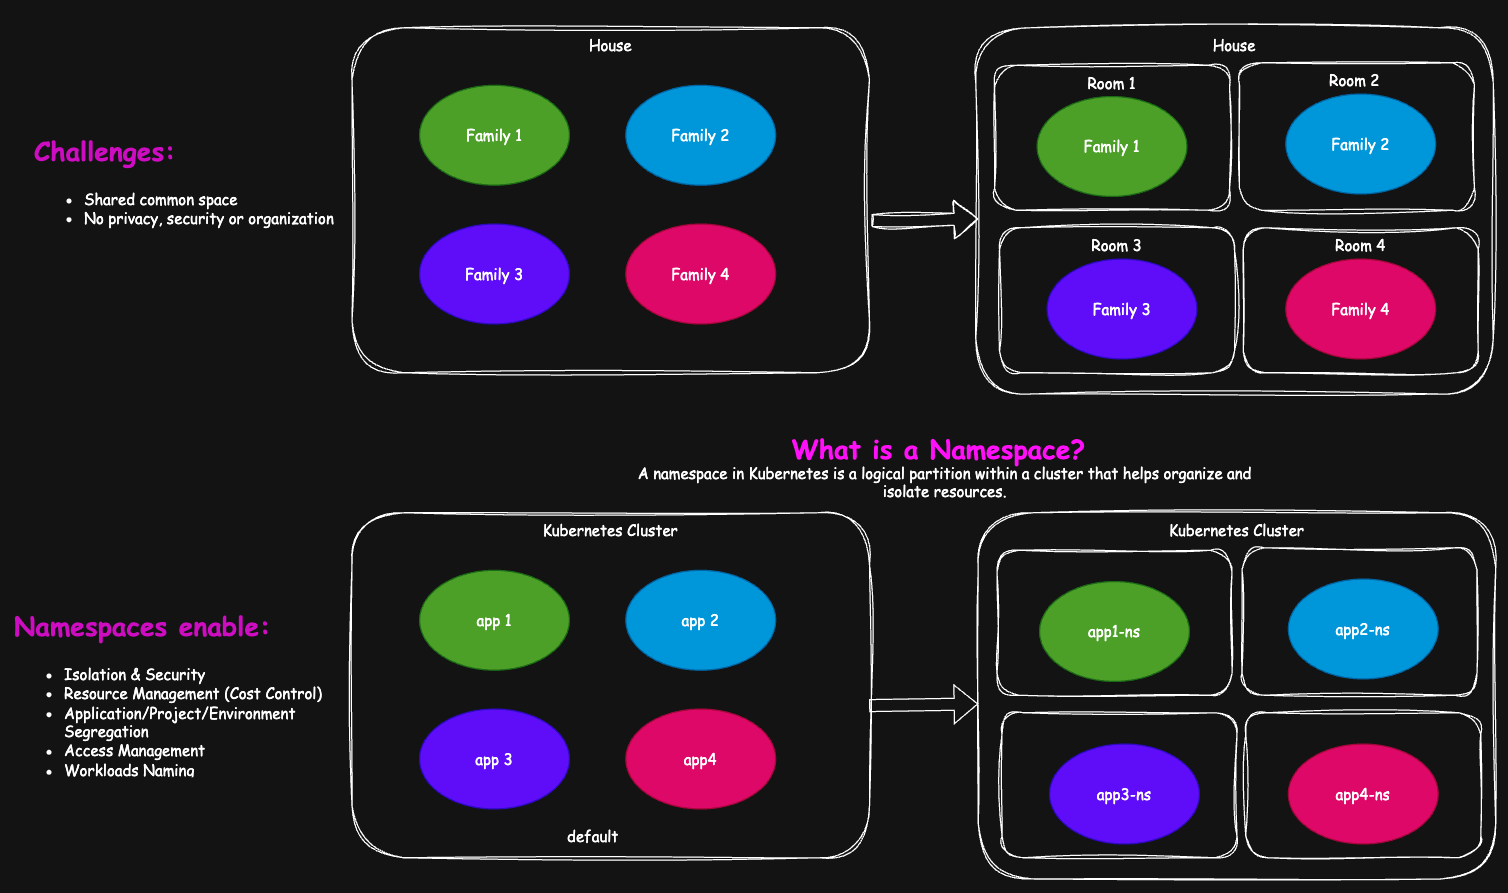 House
Family 1
Family 2
Family 3
Family 4
House
Room 1
Family 1
Room 2
Family 2
Room 3
Family 3
Room 4
Family 4
Challenges:
Shared common space
No privacy, security or organization
What is a Namespace?
A namespace in Kubernetes is a logical partition within a cluster that helps organize and
isolate resources.
Kubernetes Cluster
app 1
app 2
app 3
app4
default
Kubernetes Cluster
app1-ns
app2-ns
app3-ns
app4-ns
Namespaces enable:
Isolation & Security
Resource Management (Cost Control)
Application/Project/Environment
Segregation
Access Management
Workloads Naming